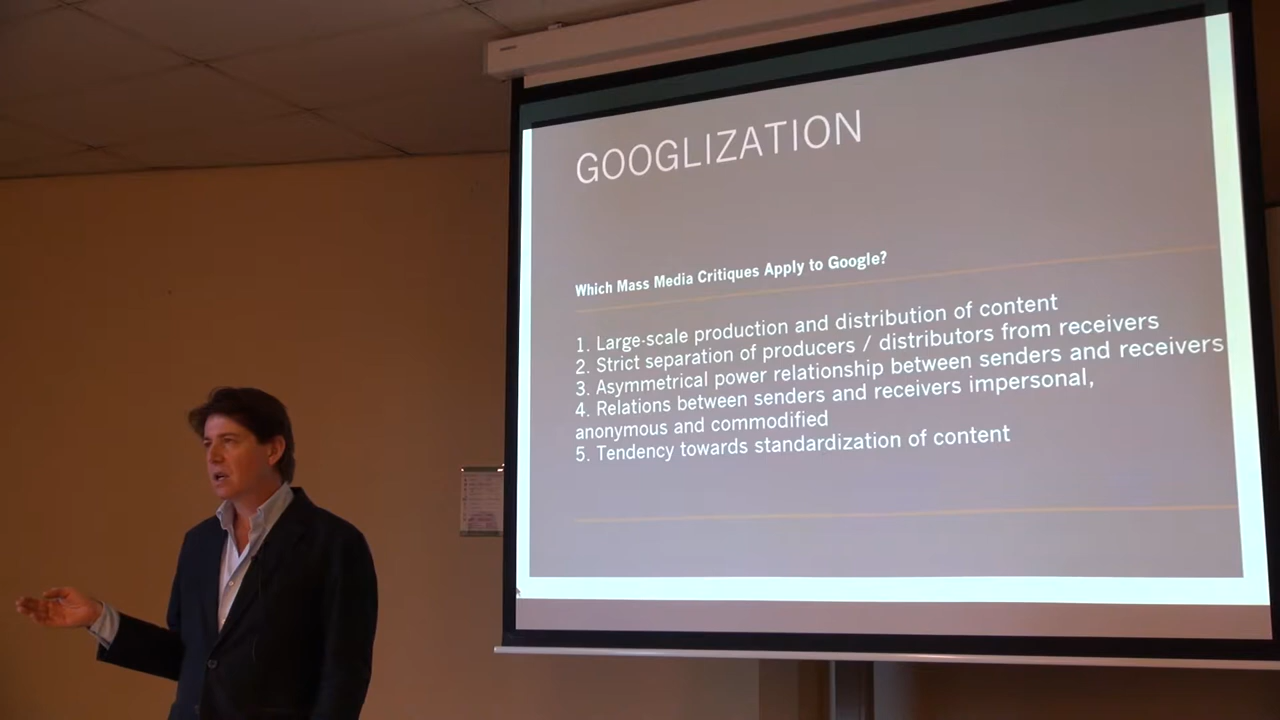 GOOGLIZATION
Which Mass Media Critiques Apply to Google?
1. Large-scale production and distribution of content
2. Strict separation of producers / distributors from receivers
3. Asymmetrical power relationship between senders and receivers
4. Relations between senders and receivers impersonal,
anonymous and commodified
5. Tendency towards standardization of content